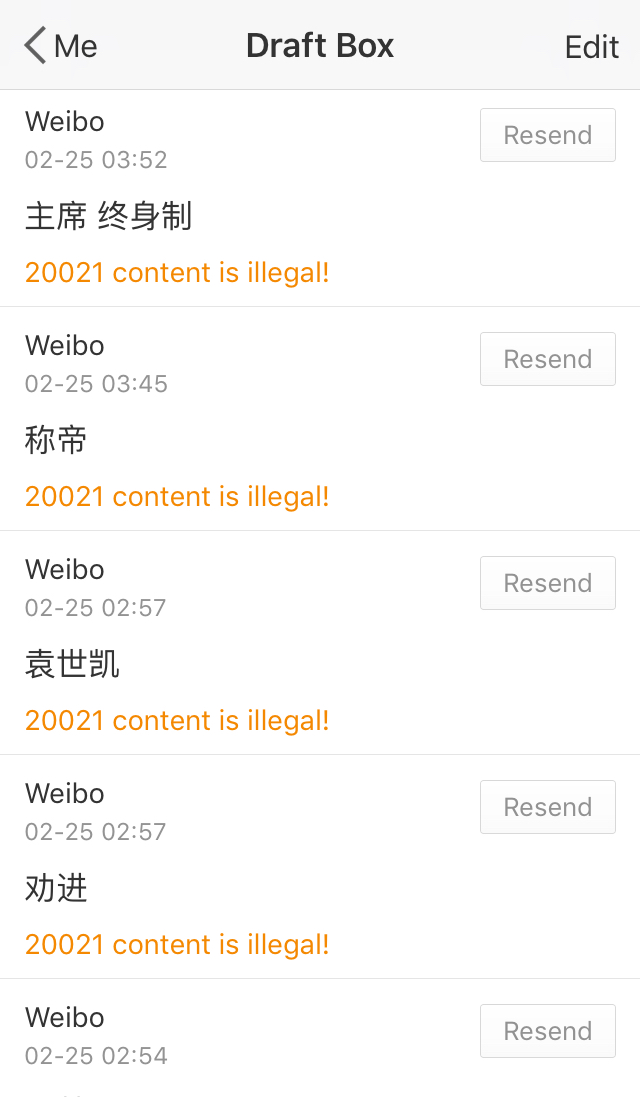 Me Draft Box Edit
Weibo Resend
02-25 03:52
主席 终身制
20021 content is illegal!
Weibo Resend
02-25 03:45
称帝
20021 content is illegal!
Weibo Resend
02-25 02:57
袁世凯
20021 content is illegal!
Weibo Resend
02-25 02:57
劝进
20021 content is illegal!
Weibo Resend
02-25 02:54